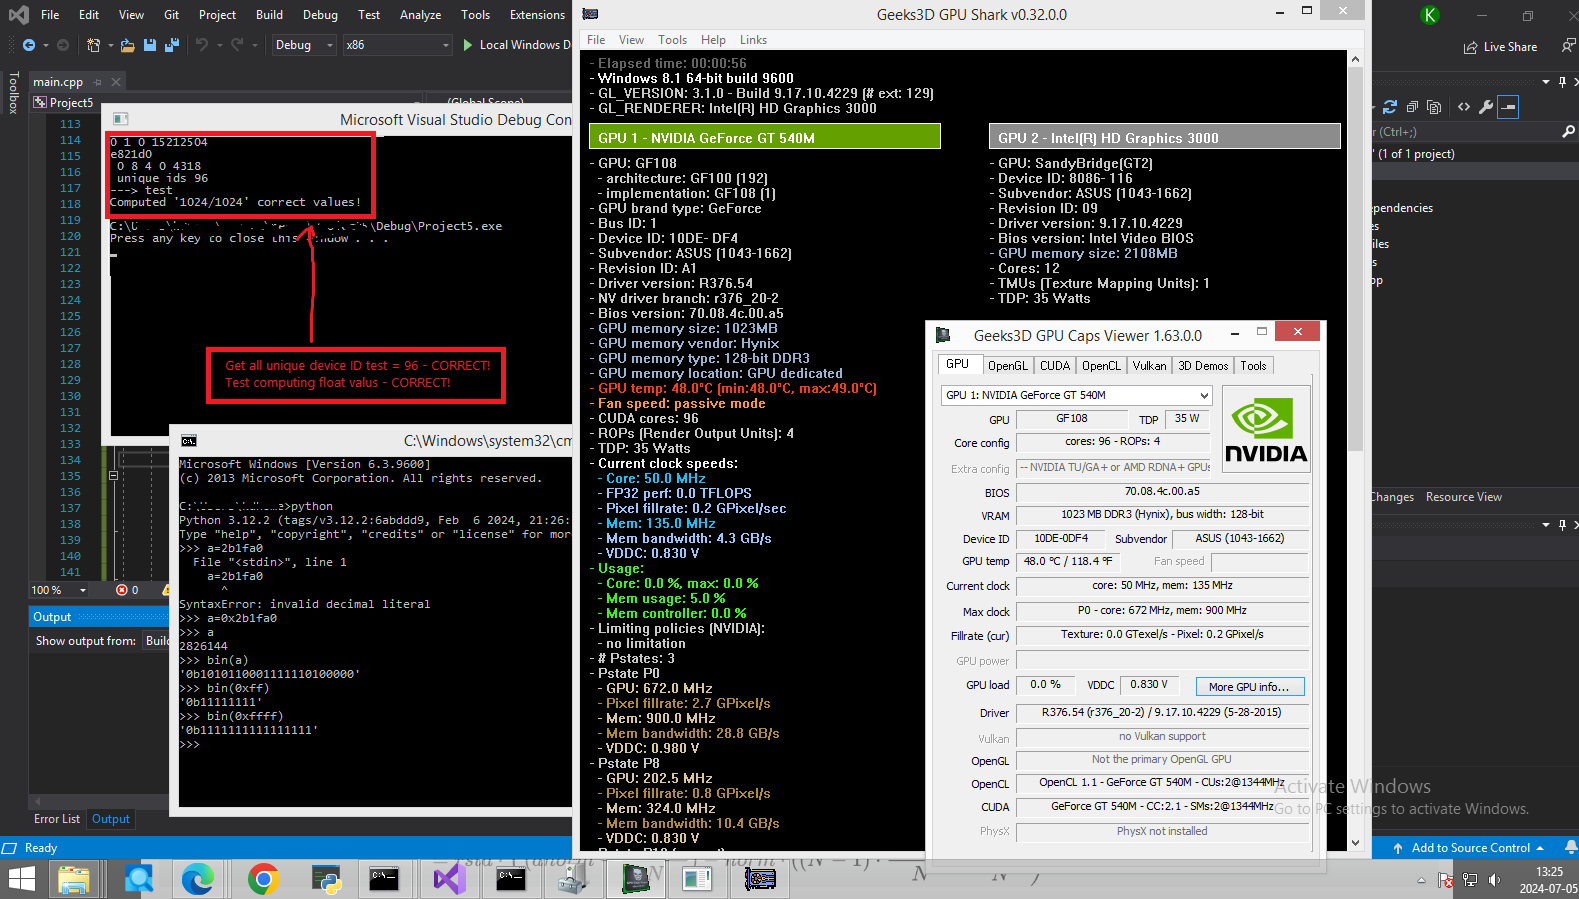 File Edit View Git Project Build Debug Test Analyze Tools Extensions
Debug x86 Local Windows D
Live Share
K
Toolbox
main.cpp
Project5
(Global Scope)
113
114
115
116
117
118
119
120
121
122
123
124
125
126
127
128
129
130
131
132
133
134
135
136
137
138
139
140
141
100 %
0
Output
Show output from: Build
Error List Output
Ready
Microsoft Visual Studio Debug Con
0 1 0 15212504
e821d0
0 8 4 0 4318
unique ids 96
---> test
Computed '1024/1024' correct values!
\Debug\Project5.exe
Press any key to close this window . . .
Get all unique device ID test = 96 - CORRECT!
Test computing float valus - CORRECT!
C:\Windows\system32\cm
Microsoft Windows [Version 6.3.9600]
(c) 2013 Microsoft Corporation. All rights reserved.
>python
Python 3.12.2 (tags/v3.12.2:6abddd9, Feb  6 2024, 21:26:
Type "help", "copyright", "credits" or "license" for mor
>>> a=2b1fa0
File "<stdin>", line 1
a=2b1fa0
^
SyntaxError: invalid decimal literal
>>> a=0x2b1fa0
>>> a
2826144
>>> bin(a)
'0b1010110001111110100000'
>>> bin(0xff)
'0b11111111'
>>> bin(0xffff)
'0b1111111111111111'
>>>
Geeks3D GPU Shark v0.32.0.0
File View Tools Help Links
- Elapsed time: 00:00:56
- Windows 8.1 64-bit build 9600
- GL_VERSION: 3.1.0 - Build 9.17.10.4229 (# ext: 129)
- GL_RENDERER: Intel(R) HD Graphics 3000
GPU 1 - NVIDIA GeForce GT 540M
- GPU: GF108
- architecture: GF100 (192)
- implementation: GF108 (1)
- GPU brand type: GeForce
- Bus ID: 1
- Device ID: 10DE- DF4
- Subvendor: ASUS (1043-1662)
- Revision ID: A1
- Driver version: R376.54
- NV driver branch: r376_20-2
- Bios version: 70.08.4c.00.a5
- GPU memory size: 1023MB
- GPU memory vendor: Hynix
- GPU memory type: 128-bit DDR3
- GPU memory location: GPU dedicated
- GPU temp: 48.0°C (min:48.0°C, max:49.0°C)
- Fan speed: passive mode
- CUDA cores: 96
- ROPs (Render Output Units): 4
- TDP: 35 Watts
- Current clock speeds:
- Core: 50.0 MHz
- FP32 perf: 0.0 TFLOPS
- Pixel fillrate: 0.2 GPixel/sec
- Mem: 135.0 MHz
- Mem bandwidth: 4.3 GB/s
- VDDC: 0.830 V
- Usage:
- Core: 0.0 %, max: 0.0 %
- Mem usage: 5.0 %
- Mem controller: 0.0 %
- Limiting policies (NVIDIA):
- no limitation
- # Pstates: 3
- Pstate P0
- GPU: 672.0 MHz
- Pixel fillrate: 2.7 GPixel/s
- Mem: 900.0 MHz
- Mem bandwidth: 28.8 GB/s
- VDDC: 0.980 V
- Pstate P8
- GPU: 202.5 MHz
- Pixel fillrate: 0.8 GPixel/s
- Mem: 324.0 MHz
- Mem bandwidth: 10.4 GB/s
- VDDC: 0.830 V
GPU 2 - Intel(R) HD Graphics 3000
- GPU: SandyBridge(GT2)
- Device ID: 8086- 116
- Subvendor: ASUS (1043-1662)
- Revision ID: 09
- Driver version: 9.17.10.4229
- Bios version: Intel Video BIOS
- GPU memory size: 2108MB
- Cores: 12
- TMUs (Texture Mapping Units): 1
- TDP: 35 Watts
Geeks3D GPU Caps Viewer 1.63.0.0
GPU OpenGL CUDA OpenCL Vulkan 3D Demos Tools
GPU 1: NVIDIA GeForce GT 540M
GPU GF108 TDP 35 W
NVIDIA
Core config cores: 96 - ROPs: 4
Extra config -- NVIDIA TU/GA+ or AMD RDNA+ GPUs
BIOS 70.08.4c.00.a5
VRAM 1023 MB DDR3 (Hynix), bus width: 128-bit
Device ID 10DE-0DF4 Subvendor ASUS (1043-1662)
GPU temp 48.0 °C / 118.4 °F Fan speed
Current clock core: 50 MHz, mem: 135 MHz
Max clock P0 - core: 672 MHz, mem: 900 MHz
Fillrate (cur) Texture: 0.0 GTexel/s - Pixel: 0.2 GPixel/s
GPU power
GPU load 0.0 % VDDC 0.830 V More GPU info...
Driver R376.54 (r376_20-2) / 9.17.10.4229 (5-28-2015)
Vulkan no Vulkan support
OpenGL Not the primary OpenGL GPU
OpenCL OpenCL 1.1 - GeForce GT 540M - CUs:2@1344MHz
CUDA GeForce GT 540M - CC:2.1 - SMs:2@1344MHz
PhysX PhysX not installed
(Ctrl+;)
(1 of 1 project)
ependencies
es
iles
s
pp
Changes Resource View
Activate Windows
Go to PC settings to activate Windows.
Add to Source Control
13:25
2024-07-05